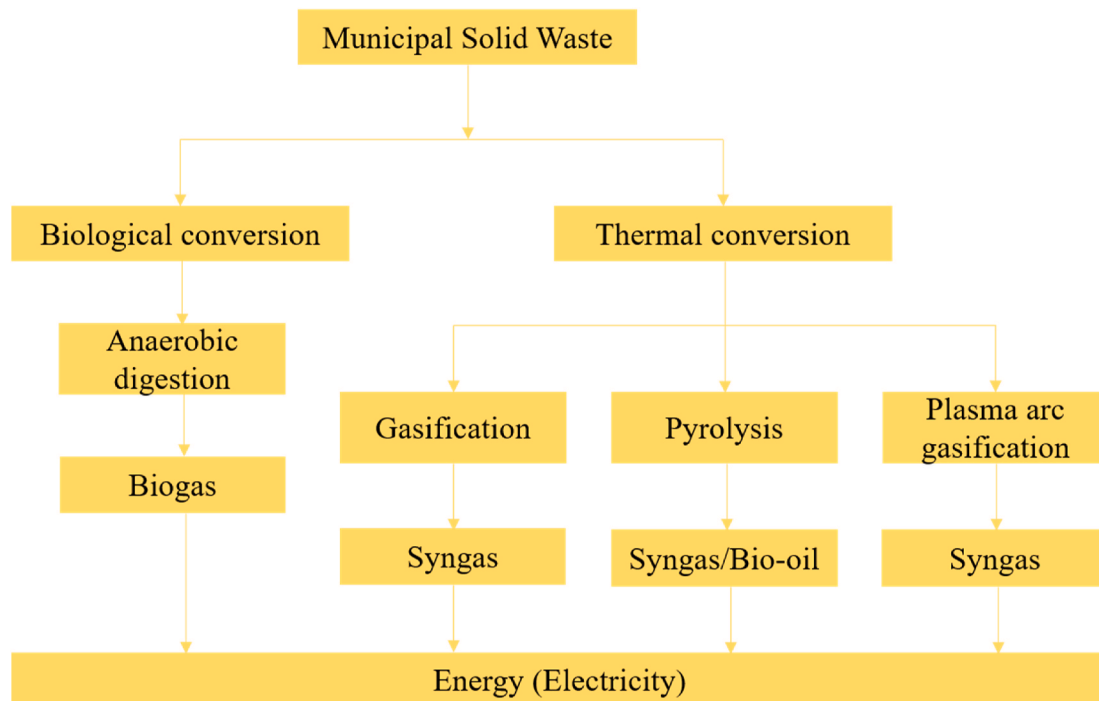 Municipal Solid Waste
Biological conversion
Thermal conversion
Anaerobic
digestion
Gasification
Pyrolysis
Plasma arc
gasification
Biogas
Syngas
Syngas/Bio-oil
Syngas
Energy (Electricity)